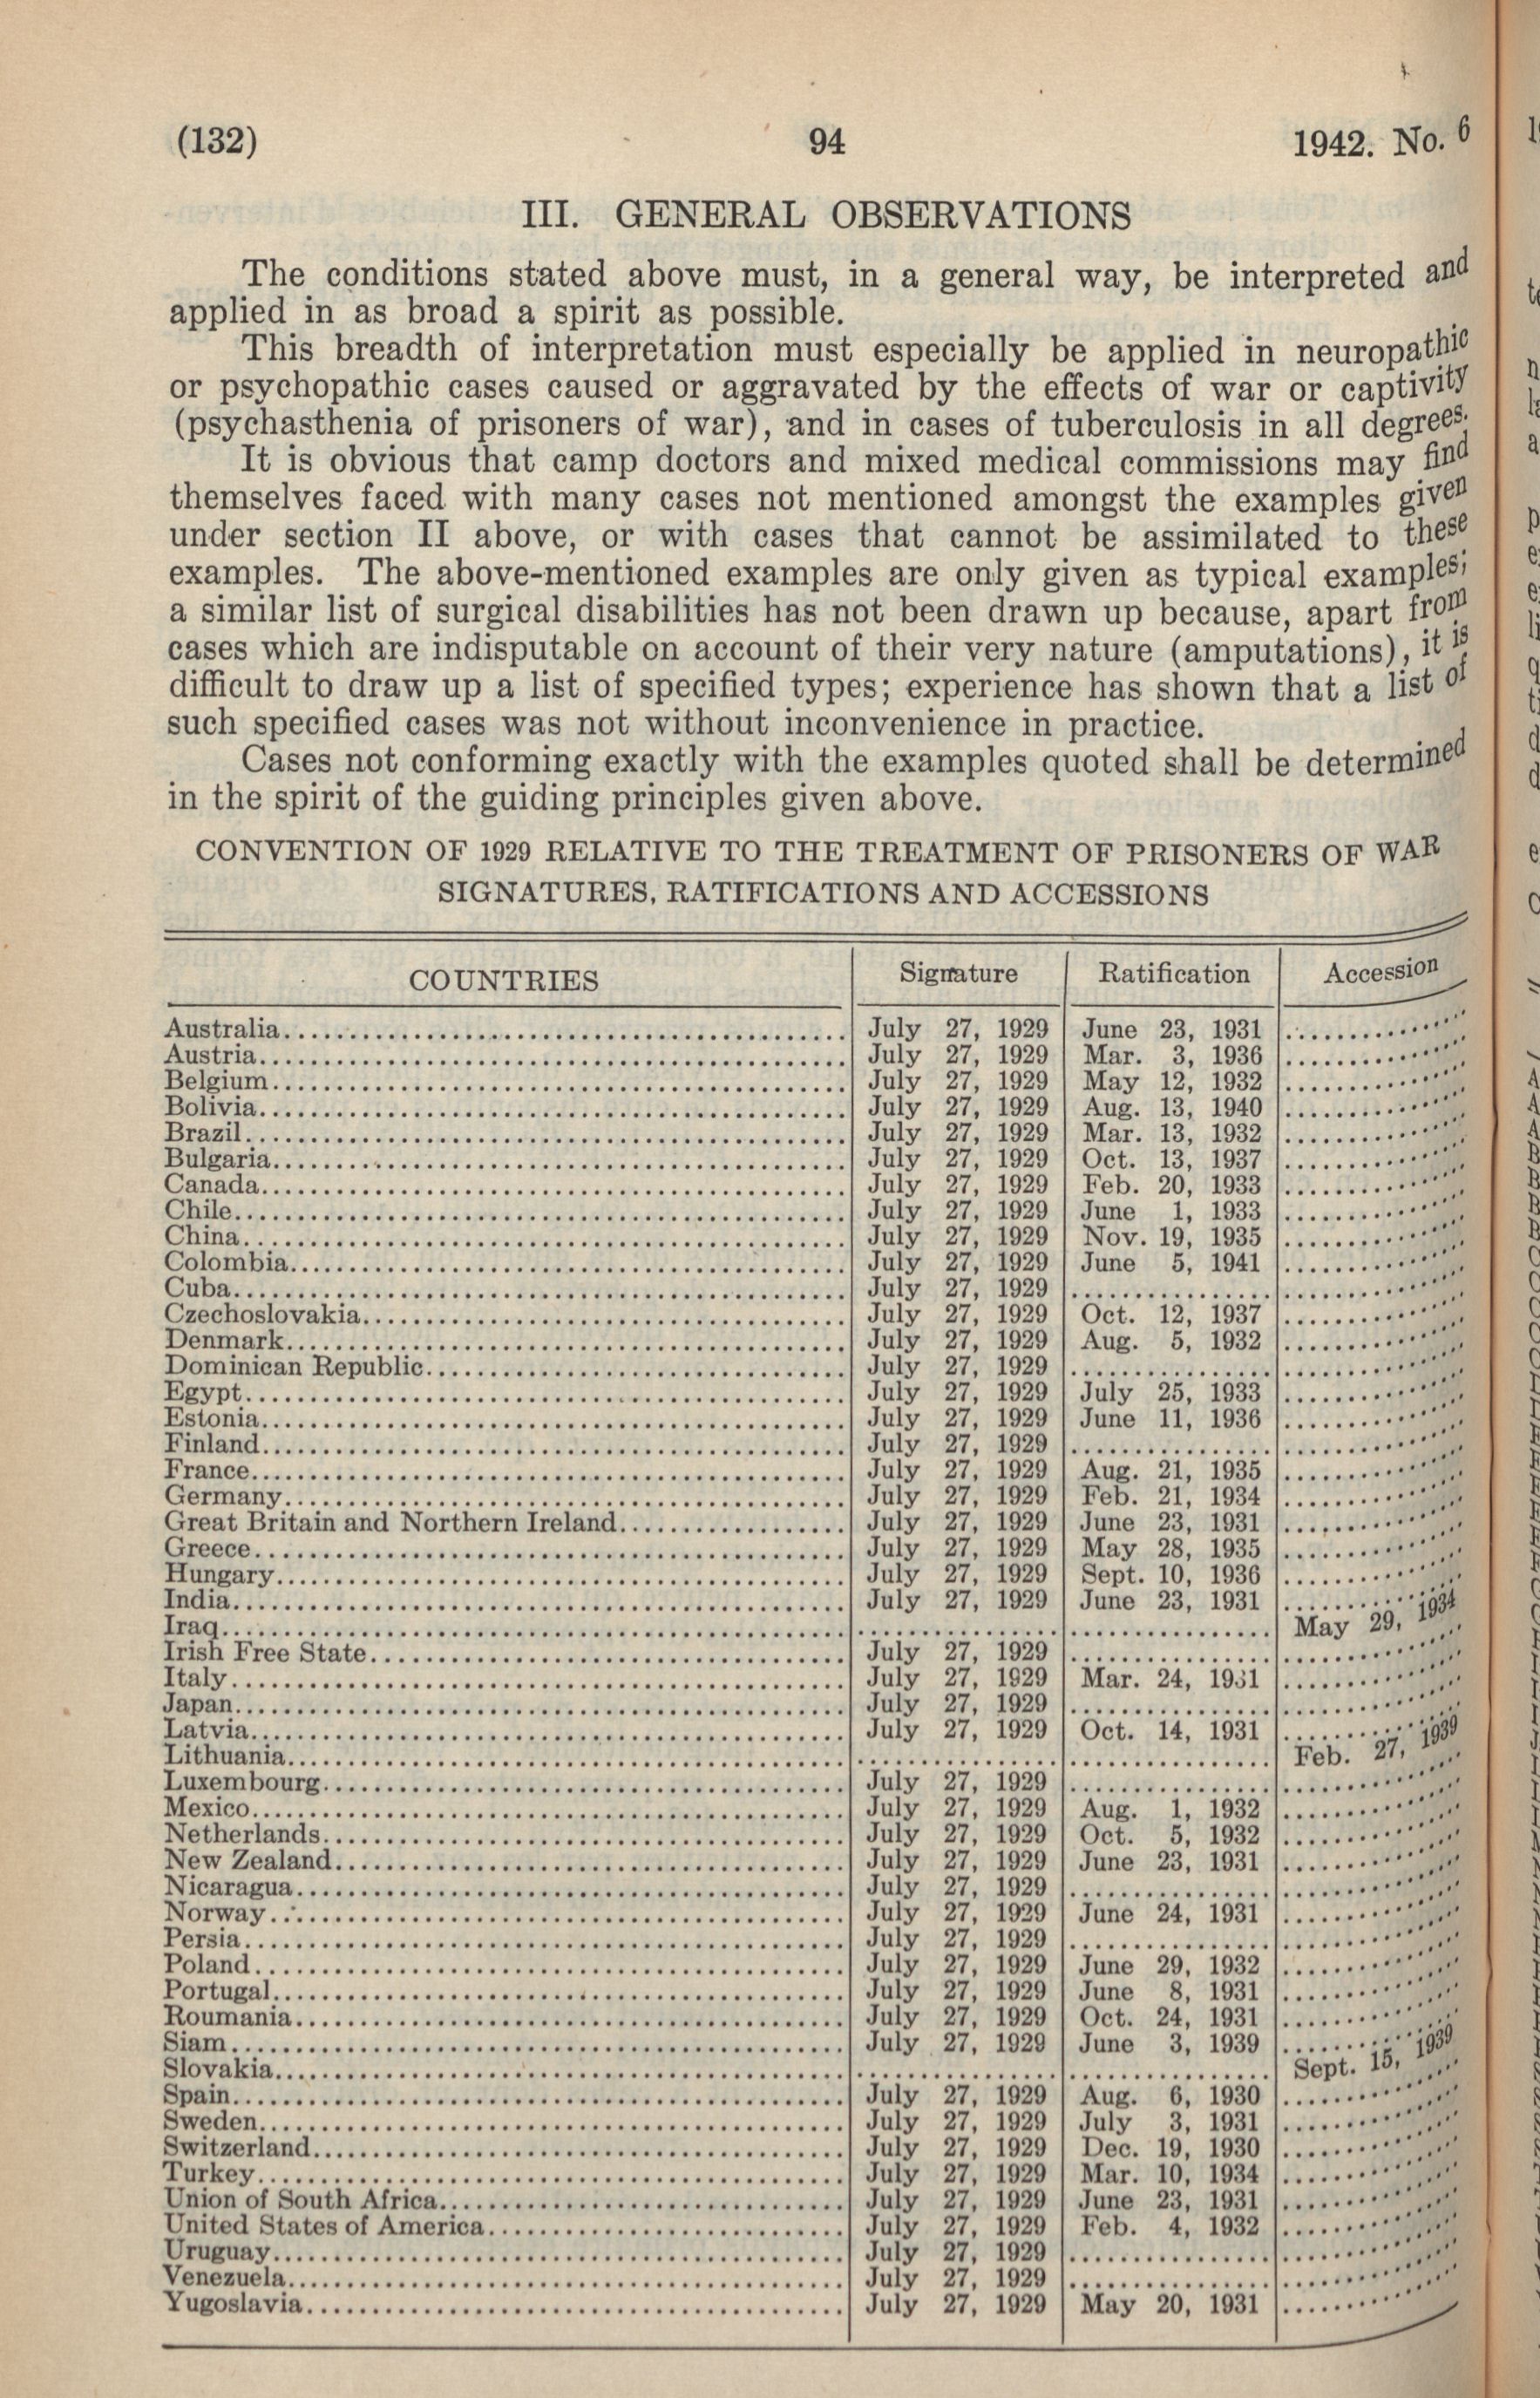 (132) 94 1942. No. 6
III. GENERAL OBSERVATIONS
The conditions stated above must, in a general way, be interpreted and
applied in as broad a spirit as possible.
This breadth of interpretation must especially be applied in neuropathic
or psychopathic cases caused or aggravated by the effects of war or captivity
(psychasthenia of prisoners of war), and in cases of tuberculosis in all degrees.
It is obvious that camp doctors and mixed medical commissions may find
themselves faced with many cases not mentioned amongst the examples given
under section II above, or with cases that cannot be assimilated to these
examples. The above-mentioned examples are only given as typical examples;
a similar list of surgical disabilities has not been drawn up because, apart from
cases which are indisputable on account of their very nature (amputations), it is
difficult to draw up a list of specified types; experience has shown that a list of
such specified cases was not without inconvenience in practice.
Cases not conforming exactly with the examples quoted shall be determined
in the spirit of the guiding principles given above.
CONVENTION OF 1929 RELATIVE TO THE TREATMENT OF PRISONERS OF WAR
SIGNATURES, RATIFICATIONS AND ACCESSIONS
COUNTRIES Signature Ratification Accession
Australia July 27, 1929 June 23, 1931
Austria July 27, 1929 Mar. 3, 1936
Belgium July 27, 1929 May 12, 1932
Bolivia July 27, 1929 Aug. 13, 1940
Brazil July 27, 1929 Mar. 13, 1932
Bulgaria July 27, 1929 Oct. 13, 1937
Canada July 27, 1929 Feb. 20, 1933
Chile July 27, 1929 June 1, 1933
China July 27, 1929 Nov. 19, 1935
Colombia July 27, 1929 June 5, 1941
Cuba July 27, 1929
Czechoslovakia July 27, 1929 Oct. 12, 1937
Denmark July 27, 1929 Aug. 5, 1932
Dominican Republic July 27, 1929
Egypt July 27, 1929 July 25, 1933
Estonia July 27, 1929 June 11, 1936
Finland July 27, 1929
France July 27, 1929 Aug. 21, 1935
Germany July 27, 1929 Feb. 21, 1934
Great Britain and Northern Ireland July 27, 1929 June 23, 1931
Greece July 27, 1929 May 28, 1935
Hungary July 27, 1929 Sept. 10, 1936
India July 27, 1929 June 23, 1931
Iraq May 29, 1934
Irish Free State July 27, 1929
Italy July 27, 1929 Mar. 24, 1931
Japan July 27, 1929
Latvia July 27, 1929 Oct. 14, 1931
Lithuania Feb. 27, 1939
Luxembourg July 27, 1929
Mexico July 27, 1929 Aug. 1, 1932
Netherlands July 27, 1929 Oct. 5, 1932
New Zealand July 27, 1929 June 23, 1931
Nicaragua July 27, 1929
Norway July 27, 1929 June 24, 1931
Persia July 27, 1929
Poland July 27, 1929 June 29, 1932
Portugal July 27, 1929 June 8, 1931
Roumania July 27, 1929 Oct. 24, 1931
Siam July 27, 1929 June 3, 1939
Slovakia Sept. 15, 1939
Spain July 27, 1929 Aug. 6, 1930
Sweden July 27, 1929 July 3, 1931
Switzerland July 27, 1929 Dec. 19, 1930
Turkey July 27, 1929 Mar. 10, 1934
Union of South Africa July 27, 1929 June 23, 1931
United States of America July 27, 1929 Feb. 4, 1932
Uruguay July 27, 1929
Venezuela July 27, 1929
Yugoslavia July 27, 1929 May 20, 1931